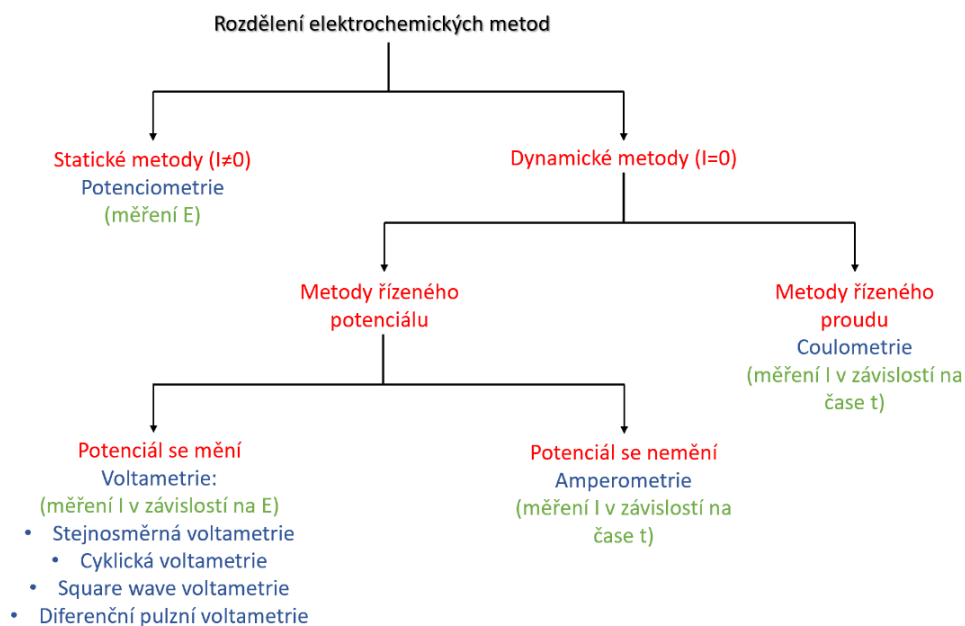 Rozdělení elektrochemických metod
Statické metody (I≠0)
Potenciometrie
(měření E)
Dynamické metody (I=0)
Metody řízeného
potenciálu
Metody řízeného
proudu
Coulometrie
(měření I v závislostí na
čase t)
Potenciál se mění
Voltametrie:
(měření I v závislostí na E)
• Stejnosměrná voltametrie
• Cyklická voltametrie
• Square wave voltametrie
• Diferenční pulzní voltametrie
Potenciál se nemění
Amperometrie
(měření I v závislostí na
čase t)